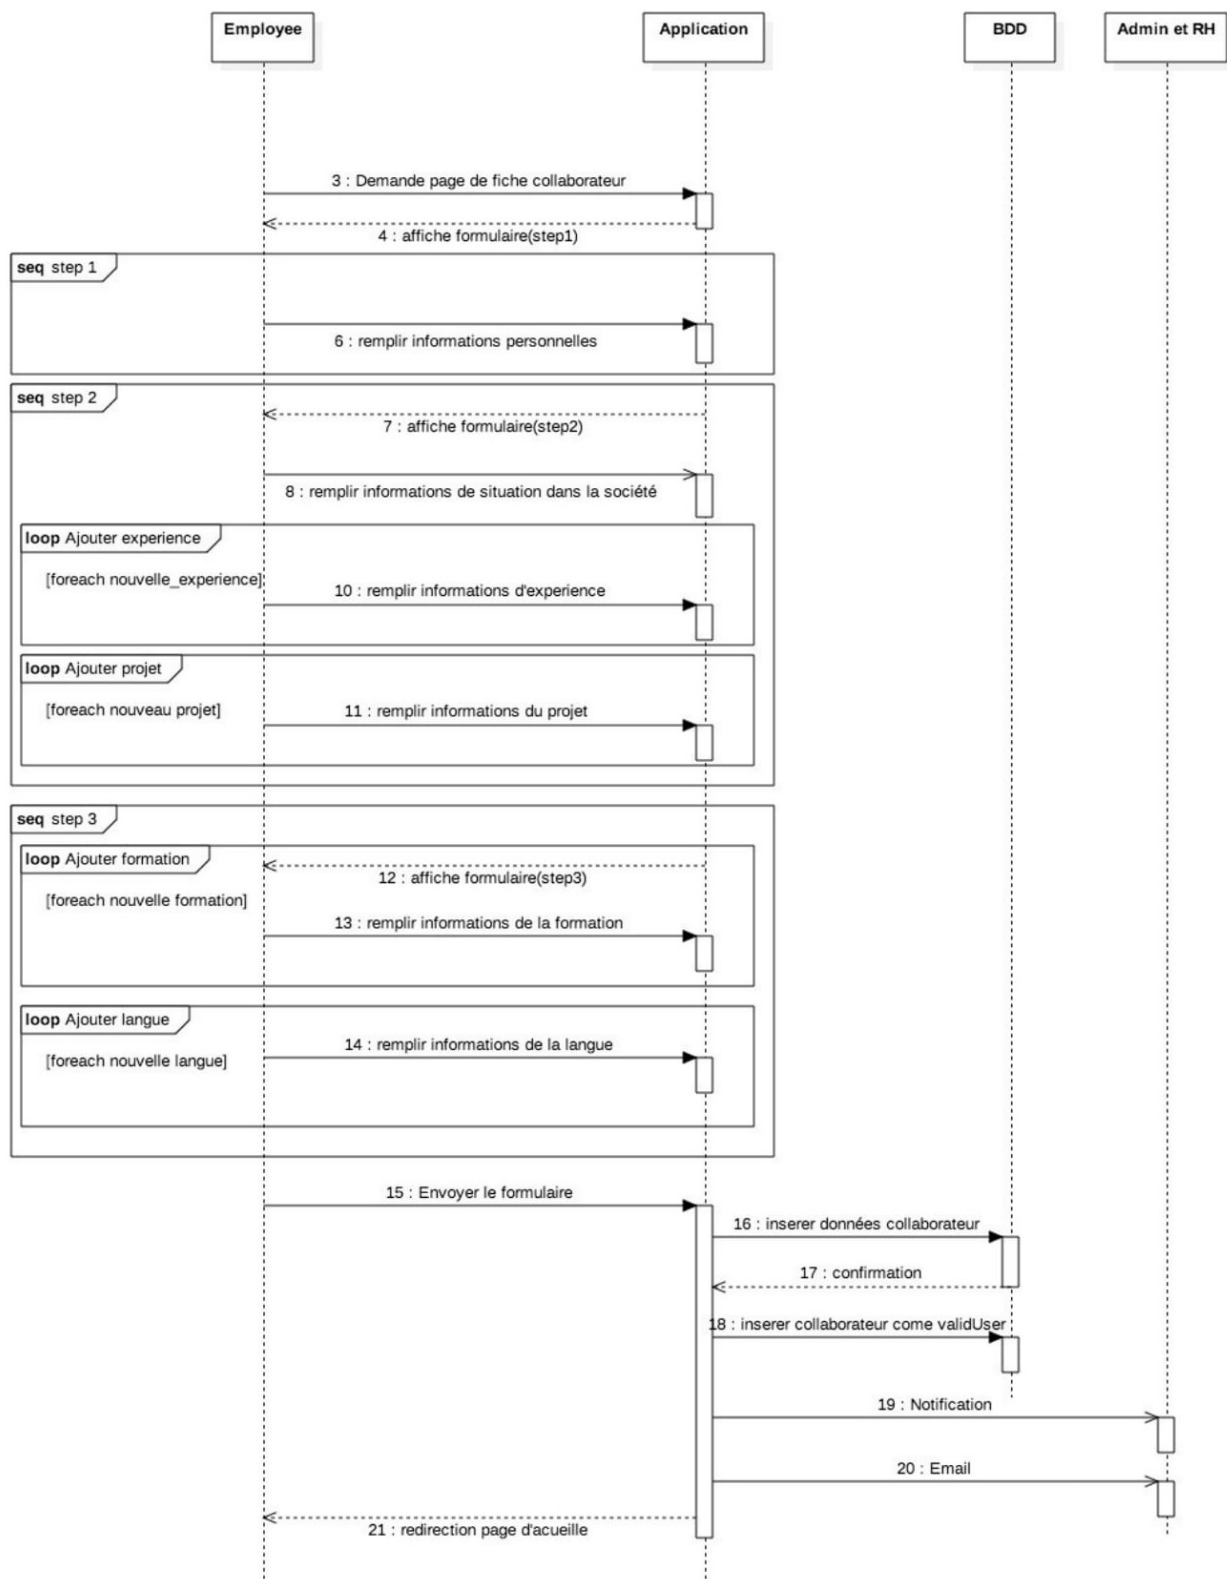 Employee
Application
BDD
Admin et RH
3 : Demande page de fiche collaborateur
4 : affiche formulaire(step1)
seq step 1
6 : remplir informations personnelles
seq step 2
7 : affiche formulaire(step2)
8 : remplir informations de situation dans la société
loop Ajouter experience
[foreach nouvelle_experience]
10 : remplir informations d'experience
loop Ajouter projet
[foreach nouveau projet]
11 : remplir informations du projet
seq step 3
loop Ajouter formation
12 : affiche formulaire(step3)
[foreach nouvelle formation]
13 : remplir informations de la formation
loop Ajouter langue
14 : remplir informations de la langue
[foreach nouvelle langue]
15 : Envoyer le formulaire
16 : inserer données collaborateur
17 : confirmation
18 : inserer collaborateur come validUser
19 : Notification
20 : Email
21 : redirection page d'acueille